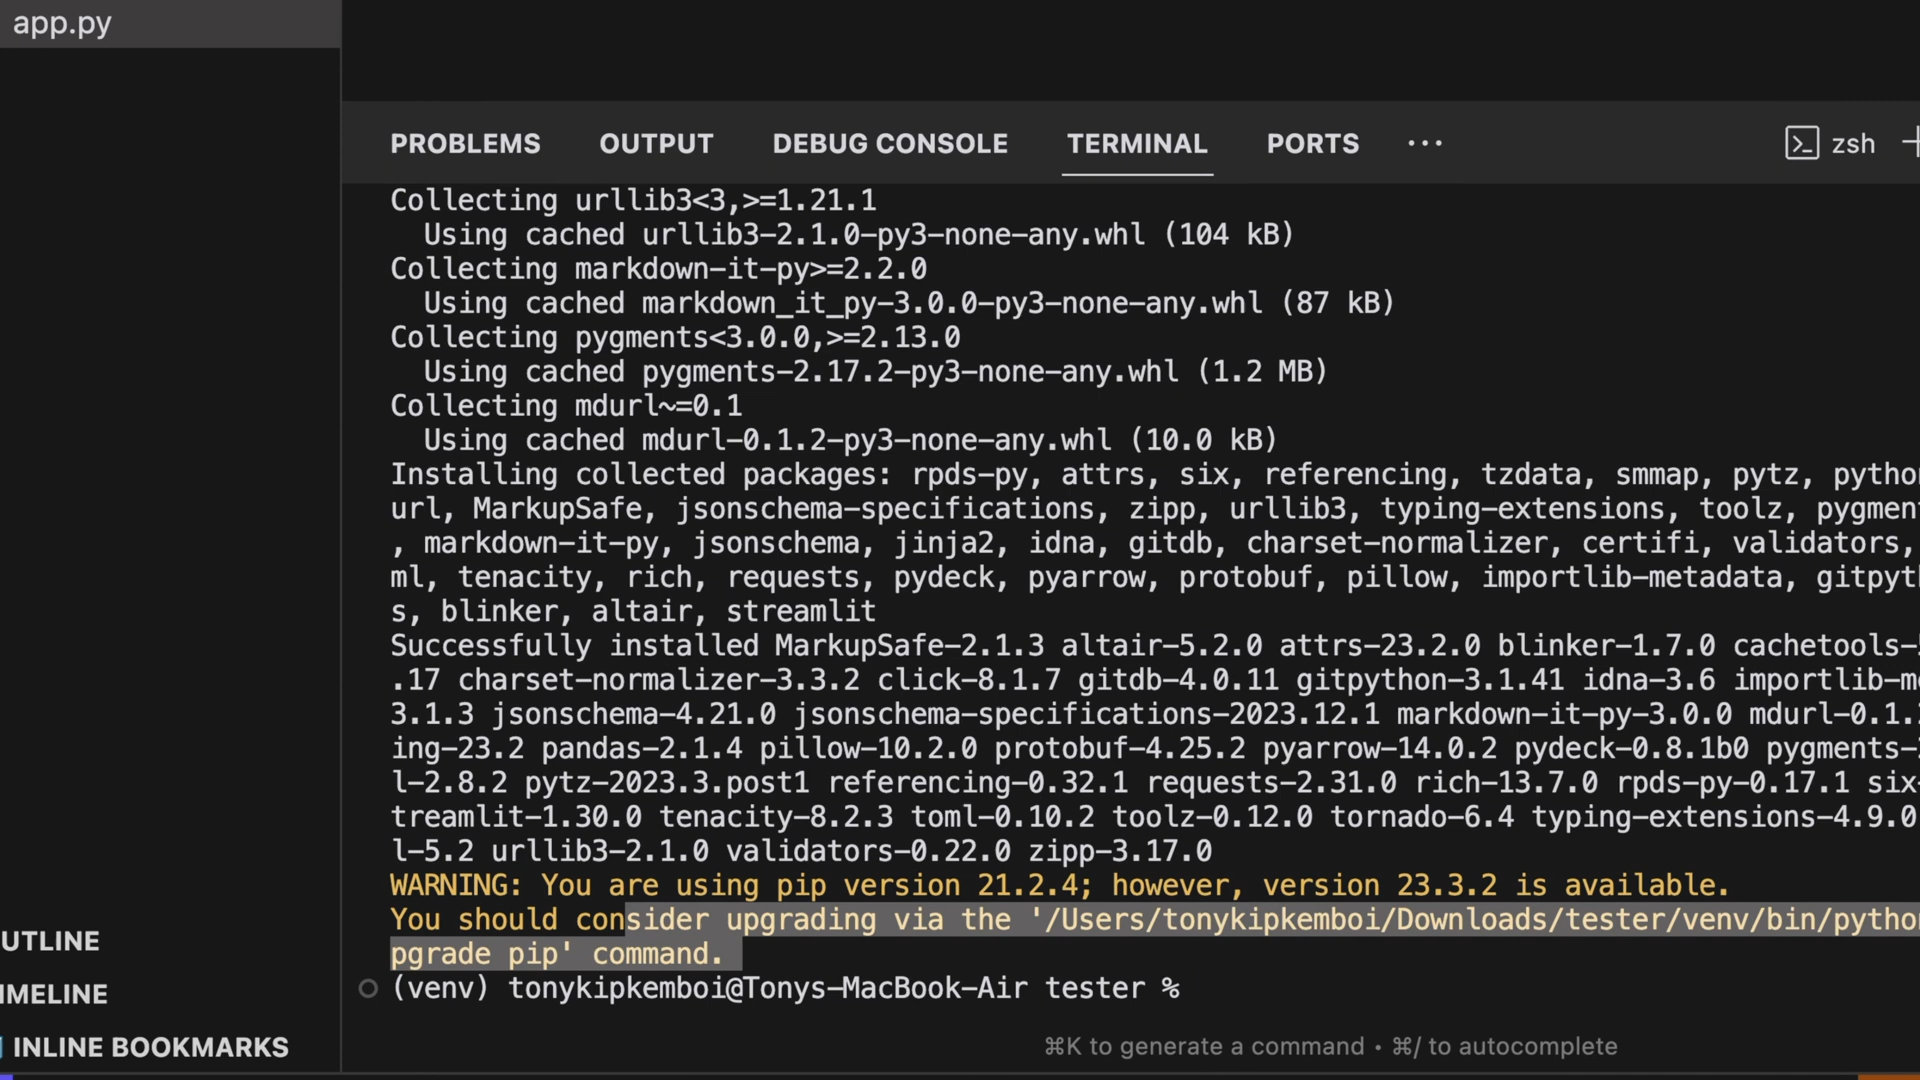 app.py
PROBLEMS OUTPUT DEBUG CONSOLE TERMINAL PORTS ··· zsh
Collecting urllib3<3,>=1.21.1
Using cached urllib3-2.1.0-py3-none-any.whl (104 kB)
Collecting markdown-it-py>=2.2.0
Using cached markdown_it_py-3.0.0-py3-none-any.whl (87 kB)
Collecting pygments<3.0.0,>=2.13.0
Using cached pygments-2.17.2-py3-none-any.whl (1.2 MB)
Collecting mdurl~=0.1
Using cached mdurl-0.1.2-py3-none-any.whl (10.0 kB)
Installing collected packages: rpds-py, attrs, six, referencing, tzdata, smmap, pytz, python
url, MarkupSafe, jsonschema-specifications, zipp, urllib3, typing-extensions, toolz, pygment
, markdown-it-py, jsonschema, jinja2, idna, gitdb, charset-normalizer, certifi, validators,
ml, tenacity, rich, requests, pydeck, pyarrow, protobuf, pillow, importlib-metadata, gitpyth
s, blinker, altair, streamlit
Successfully installed MarkupSafe-2.1.3 altair-5.2.0 attrs-23.2.0 blinker-1.7.0 cachetools-5
.17 charset-normalizer-3.3.2 click-8.1.7 gitdb-4.0.11 gitpython-3.1.41 idna-3.6 importlib-me
3.1.3 jsonschema-4.21.0 jsonschema-specifications-2023.12.1 markdown-it-py-3.0.0 mdurl-0.1.2
ing-23.2 pandas-2.1.4 pillow-10.2.0 protobuf-4.25.2 pyarrow-14.0.2 pydeck-0.8.1b0 pygments-2
l-2.8.2 pytz-2023.3.post1 referencing-0.32.1 requests-2.31.0 rich-13.7.0 rpds-py-0.17.1 six-
treamlit-1.30.0 tenacity-8.2.3 toml-0.10.2 toolz-0.12.0 tornado-6.4 typing-extensions-4.9.0
l-5.2 urllib3-2.1.0 validators-0.22.0 zipp-3.17.0
WARNING: You are using pip version 21.2.4; however, version 23.3.2 is available.
You should consider upgrading via the '/Users/tonykipkemboi/Downloads/tester/venv/bin/python
pgrade pip' command.
(venv) tonykipkemboi@Tonys-MacBook-Air tester %
UTLINE
IMELINE
INLINE BOOKMARKS
⌘K to generate a command • ⌘/ to autocomplete